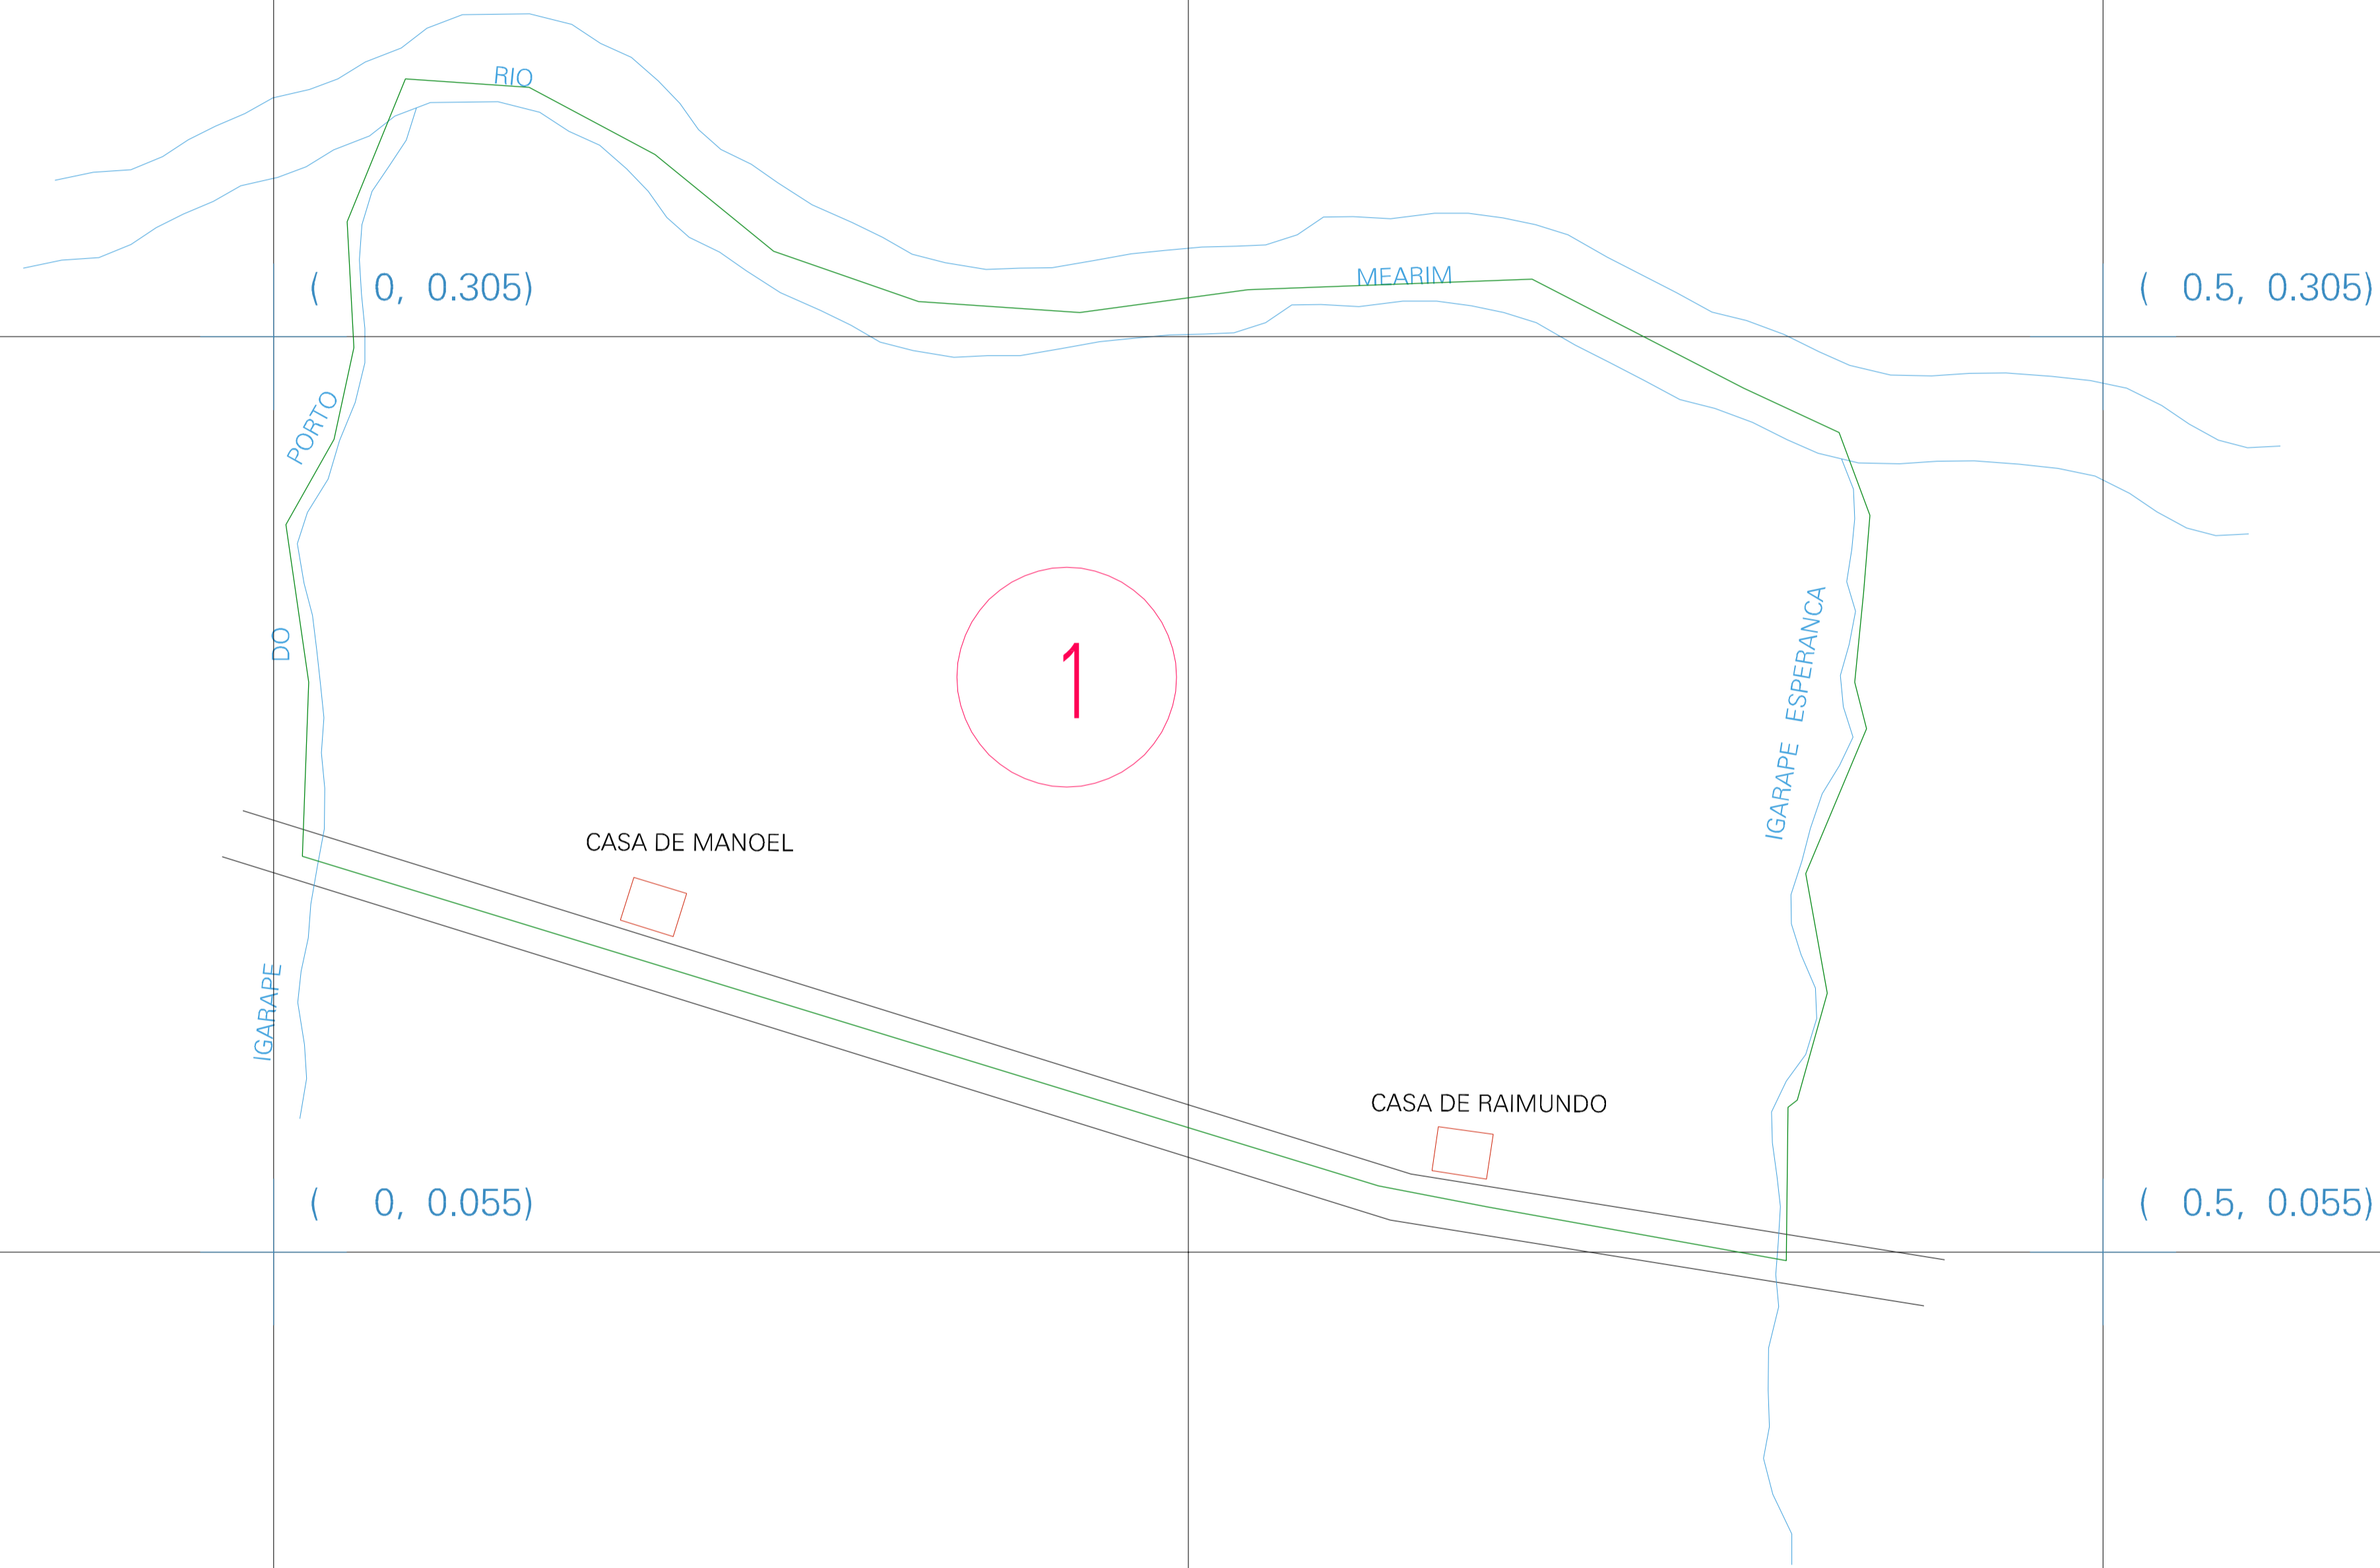 RIO
MEARIM
( 0, 0.305)
( 0.5, 0.305)
IGARAPE DO PORTO
1
IGARAPE ESPERANCA
CASA DE MANOEL
CASA DE RAIMUNDO
( 0, 0.055)
( 0.5, 0.055)